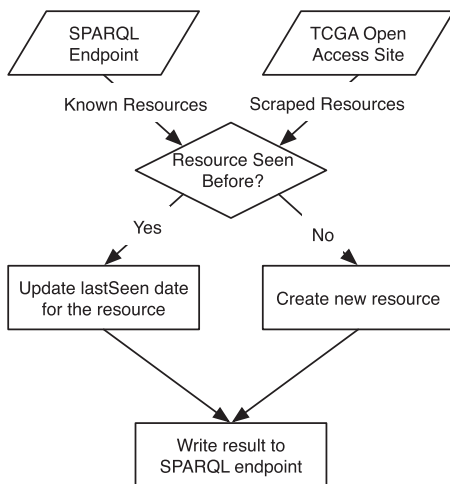 SPARQL
Endpoint
TCGA Open
Access Site
Known Resources
Scraped Resources
Resource Seen
Before?
Yes
No
Update lastSeen date
for the resource
Create new resource
Write result to
SPARQL endpoint